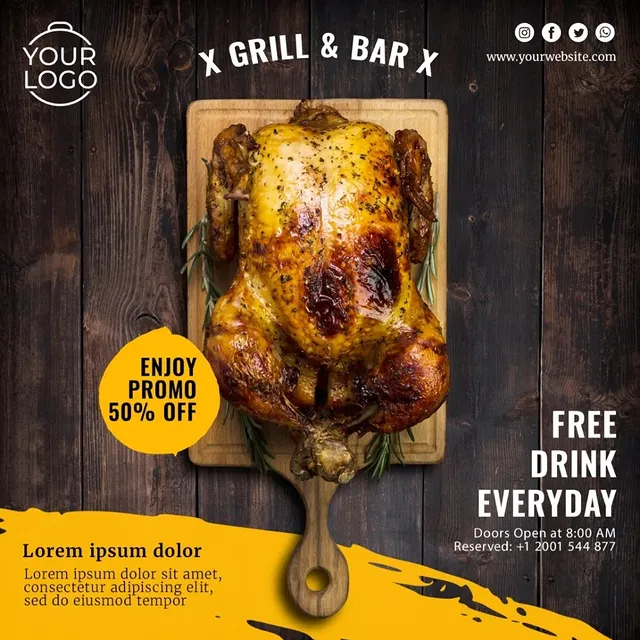 YOUR
LOGO
X GRILL & BAR X
www.yourwebsite.com
ENJOY
PROMO
50% OFF
FREE
DRINK
EVERYDAY
Doors Open at 8:00 AM
Reserved: +1 2001 544 877
Lorem ipsum dolor
Lorem ipsum dolor sit amet,
consectetur adipiscing elit,
sed do eiusmod tempor